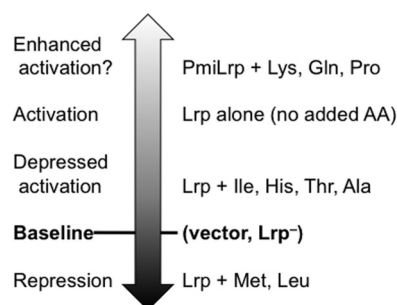 Enhanced
activation?
PmiLrp + Lys, Gln, Pro
Activation
Lrp alone (no added AA)
Depressed
activation
Lrp + Ile, His, Thr, Ala
Baseline
(vector, Lrp⁻)
Repression
Lrp + Met, Leu